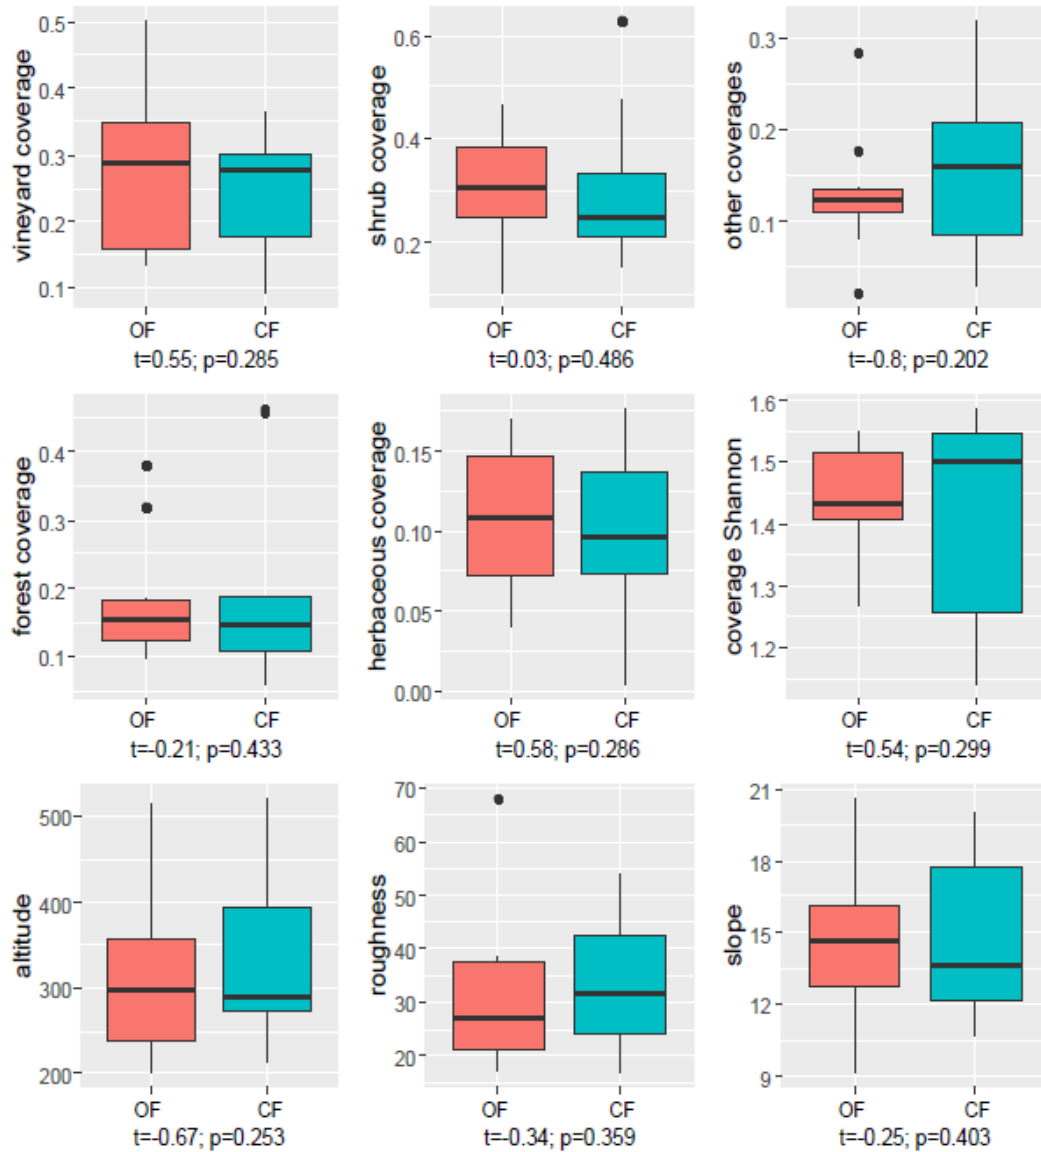 vineyard coverage
0.5
0.4
0.3
0.2
0.1
OF CF
t=0.55; p=0.285
shrub coverage
0.6
0.4
0.2
OF CF
t=0.03; p=0.486
other coverages
0.3
0.2
0.1
OF CF
t=-0.8; p=0.202
forest coverage
0.4
0.3
0.2
0.1
OF CF
t=-0.21; p=0.433
herbaceous coverage
0.15
0.10
0.05
0.00
OF CF
t=0.58; p=0.286
coverage Shannon
1.6
1.5
1.4
1.3
1.2
OF CF
t=0.54; p=0.299
altitude
500
400
300
200
OF CF
t=-0.67; p=0.253
roughness
70
60
50
40
30
20
OF CF
t=-0.34; p=0.359
slope
21
18
15
12
9
OF CF
t=-0.25; p=0.403